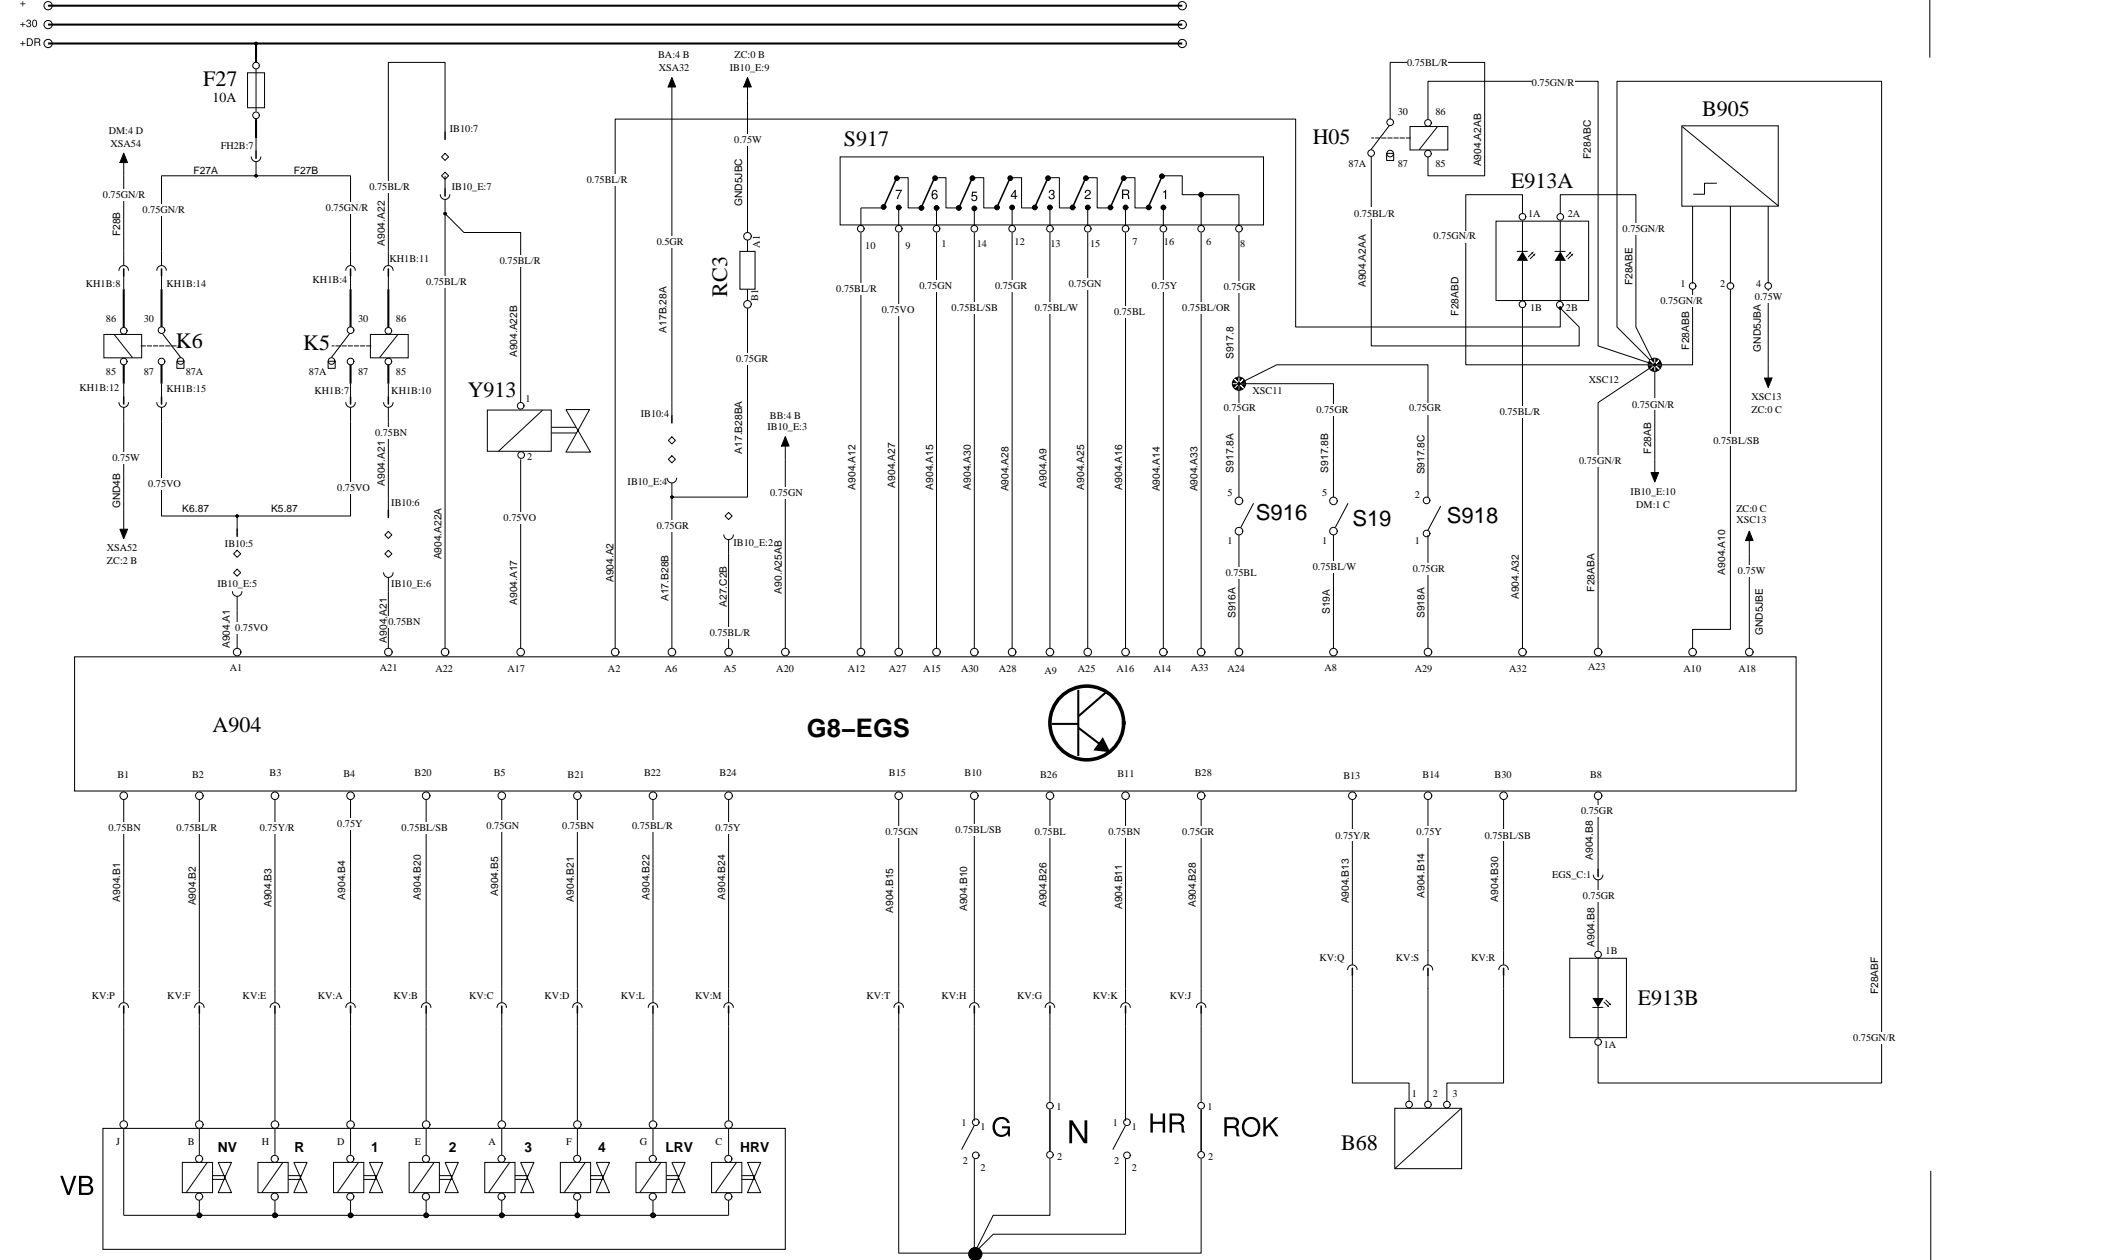 +
+30
+DR
F27
10A
FH2B:7
F27A
F27B
DM:4 D
XSA54
0.75GN/R
F28B
KH1B:8
86
85
KH1B:12
0.75W
GND4B
XSA52
ZC:2 B
0.75GN/R
KH1B:14
30
K6
87
87A
KH1B:15
0.75VO
K6.87
K5.87
IB10:5
IB10_E:5
A904.A1
0.75VO
0.75GN/R
KH1B:4
30
K5
87A
87
KH1B:7
0.75VO
0.75BL/R
A904.A22
KH1B:11
86
85
KH1B:10
0.75BN
A904.A21
IB10:6
IB10_E:6
A904.A21
0.75BN
IB10:7
IB10_E:7
0.75BL/R
A904.A22A
0.75BL/R
A904.A22B
Y913
1
2
0.75VO
A904.A17
0.75BL/R
A904.A2
BA:4 B
XSA32
0.5GR
A17B.28A
IB10:4
IB10_E:4
0.75GR
A17.B28B
ZC:0 B
IB10_E:9
0.75W
GND5JBC
A1
RC3
B1
0.75GR
A17.B28BA
IB10_E:2
A27.C2B
0.75BL/R
BB:4 B
IB10_E:3
0.75GN
A90.A25AB
S917
7
6
5
4
3
2
R
1
10
9
1
14
12
13
15
7
16
6
8
0.75BL/R
0.75VO
0.75GN
0.75BL/SB
0.75GR
0.75BL/W
0.75GN
0.75BL
0.75Y
0.75BL/OR
0.75GR
A904.A12
A904.A27
A904.A15
A904.A30
A904.A28
A904.A9
A904.A25
A904.A16
A904.A14
A904.A33
S917.8
XSC11
0.75GR
S917.8A
5
S916
1
0.75BL
S916A
0.75GR
S917.8B
5
S19
1
0.75BL/W
S19A
0.75GR
S917.8C
2
S918
1
0.75GR
S918A
0.75BL/R
0.75GN/R
H05
30
86
87A
87
85
A904.A2AB
0.75BL/R
A904.A2AA
F28ABC
E913A
1A
2A
1B
2B
0.75GN/R
F28ABD
0.75GN/R
F28ABE
0.75BL/R
A904.A32
XSC12
0.75GN/R
F28AB
IB10_E:10
DM:1 C
0.75GN/R
F28ABA
B905
1
2
4
0.75GN/R
F28ABB
0.75W
GND5JBA
XSC13
ZC:0 C
0.75BL/SB
A904.A10
ZC:0 C
XSC13
0.75W
GND5JBE
A1
A21
A22
A17
A2
A6
A5
A20
A12
A27
A15
A30
A28
A9
A25
A16
A14
A33
A24
A8
A29
A32
A23
A10
A18
A904
G8–EGS
B1
B2
B3
B4
B20
B5
B21
B22
B24
B15
B10
B26
B11
B28
B13
B14
B30
B8
0.75BN
0.75BL/R
0.75Y/R
0.75Y
0.75BL/SB
0.75GN
0.75BN
0.75BL/R
0.75Y
0.75GN
0.75BL/SB
0.75BL
0.75BN
0.75GR
0.75Y/R
0.75Y
0.75BL/SB
0.75GR
A904.B1
A904.B2
A904.B3
A904.B4
A904.B20
A904.B5
A904.B21
A904.B22
A904.B24
A904.B15
A904.B10
A904.B26
A904.B11
A904.B28
A904.B13
A904.B14
A904.B30
A904.B8
EGS_C:1
0.75GR
A904.B8
1B
E913B
1A
F28ABF
0.75GN/R
KV:Q
KV:S
KV:R
KV:P
KV:F
KV:E
KV:A
KV:B
KV:C
KV:D
KV:L
KV:M
KV:T
KV:H
KV:G
KV:K
KV:J
1
2
3
B68
1
1
G
2
2
1
N
2
1
1
HR
2
2
1
ROK
2
VB
J
B
NV
H
R
D
1
E
2
A
3
F
4
G
LRV
C
HRV